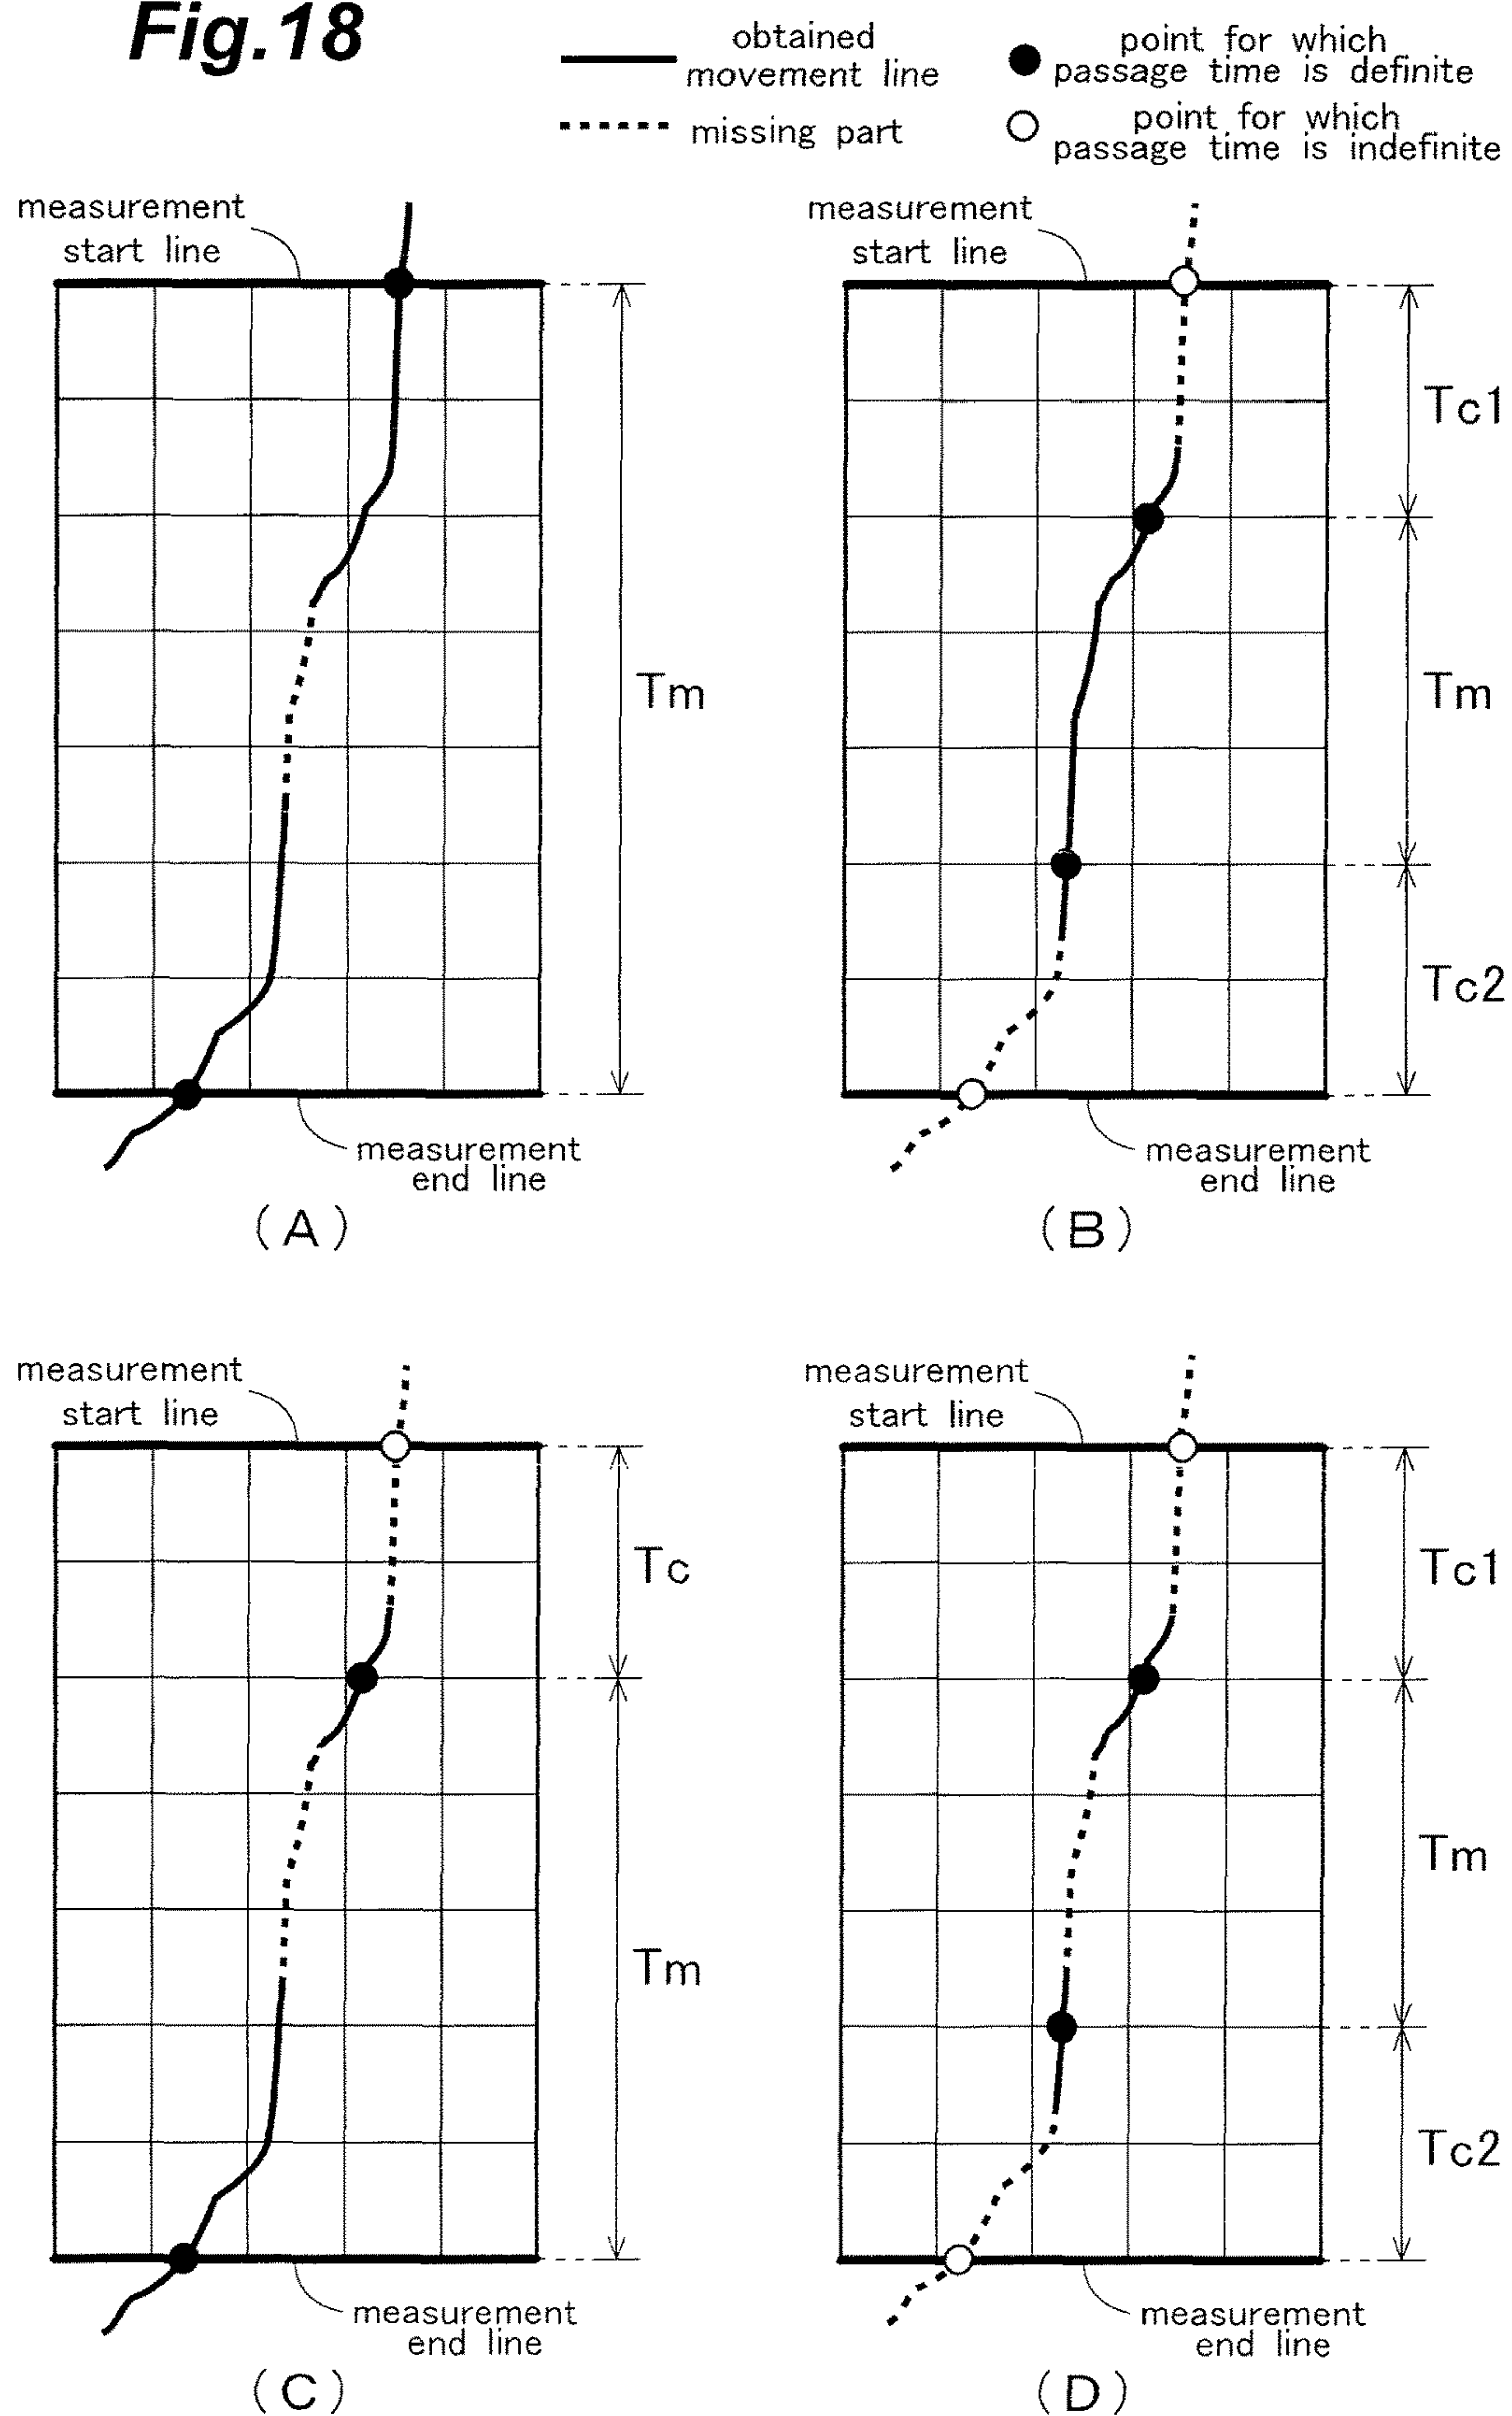 Fig.18
obtained
movement line
missing part
point for which
passage time is definite
point for which
passage time is indefinite
measurement
start line
Tm
measurement
end line
(A)
measurement
start line
Tc1
Tm
Tc2
measurement
end line
(B)
measurement
start line
Tc
Tm
measurement
end line
(C)
measurement
start line
Tc1
Tm
Tc2
measurement
end line
(D)